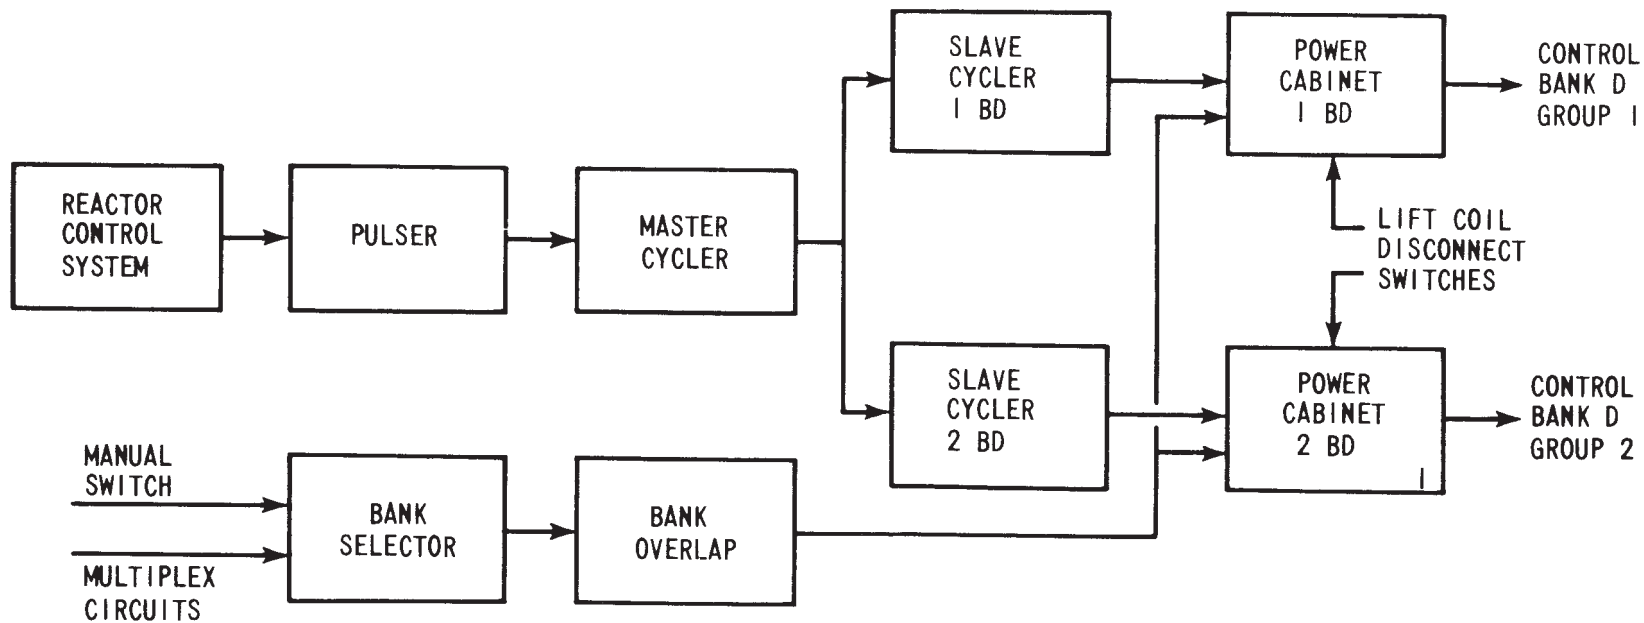 REACTOR
CONTROL
SYSTEM
PULSER
MASTER
CYCLER
SLAVE
CYCLER
1 BD
POWER
CABINET
1 BD
CONTROL
BANK D
GROUP 1
LIFT COIL
DISCONNECT
SWITCHES
SLAVE
CYCLER
2 BD
POWER
CABINET
2 BD
1
CONTROL
BANK D
GROUP 2
MANUAL
SWITCH
MULTIPLEX
CIRCUITS
BANK
SELECTOR
BANK
OVERLAP